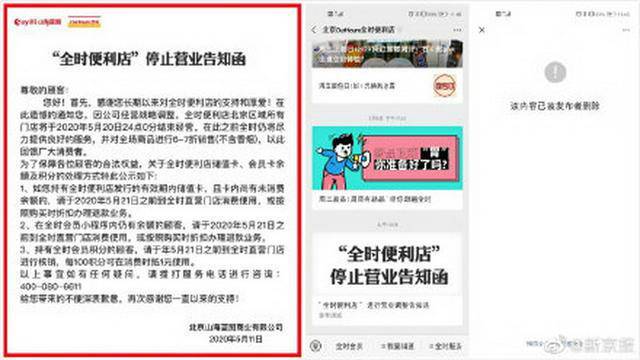 “全时便利店”停止营业告知函
尊敬的顾客:
您好!首先,感谢您长期以来对全时便利店的支持和厚爱!在
此遗憾的通知您,因公司经营战略调整,全时便利店北京区域所有
门店将于2020年5月20日24点0分结束经营,在此之前全时仍将尽
力提供良好的服务,并对全场商品进行6-7折销售(不含香烟),以此
回馈广大消费者。
为了保障各位顾客的合法权益,关于全时便利店储值卡、会员卡余
额及积分的处理方式特此公示如下:
1、如您持有全时便利店发行的有效期内储值卡,且卡内尚有未消费
余额的,请于2020年5月21日之前到全时直营门店消费使用,或按
照购买时折扣办理退款业务。
2、在全时会员小程序内仍有余额的顾客,请于2020年5月21日之
前到全时直营门店消费使用,或按照购买时折扣办理退款业务。
3、持有全时会员积分的顾客,请于年5月21日之前到全时直营门店
进行核销,每100积分可在消费时抵1元使用。
以上事宜如有任何疑问,请拨打服务电话进行咨询:
400-080-6611
给您带来的不便深表歉意,再次感谢您一直以来的支持!
北京山海蓝图商业有限公司
2020年5月11日
北京OurHours全时便利店
你准备好了吗?
“全时便利店”
停止营业告知函
“全时便利店”进行营业调整告知函
全时会员
全时服务
该内容已被发布者删除
@新京报